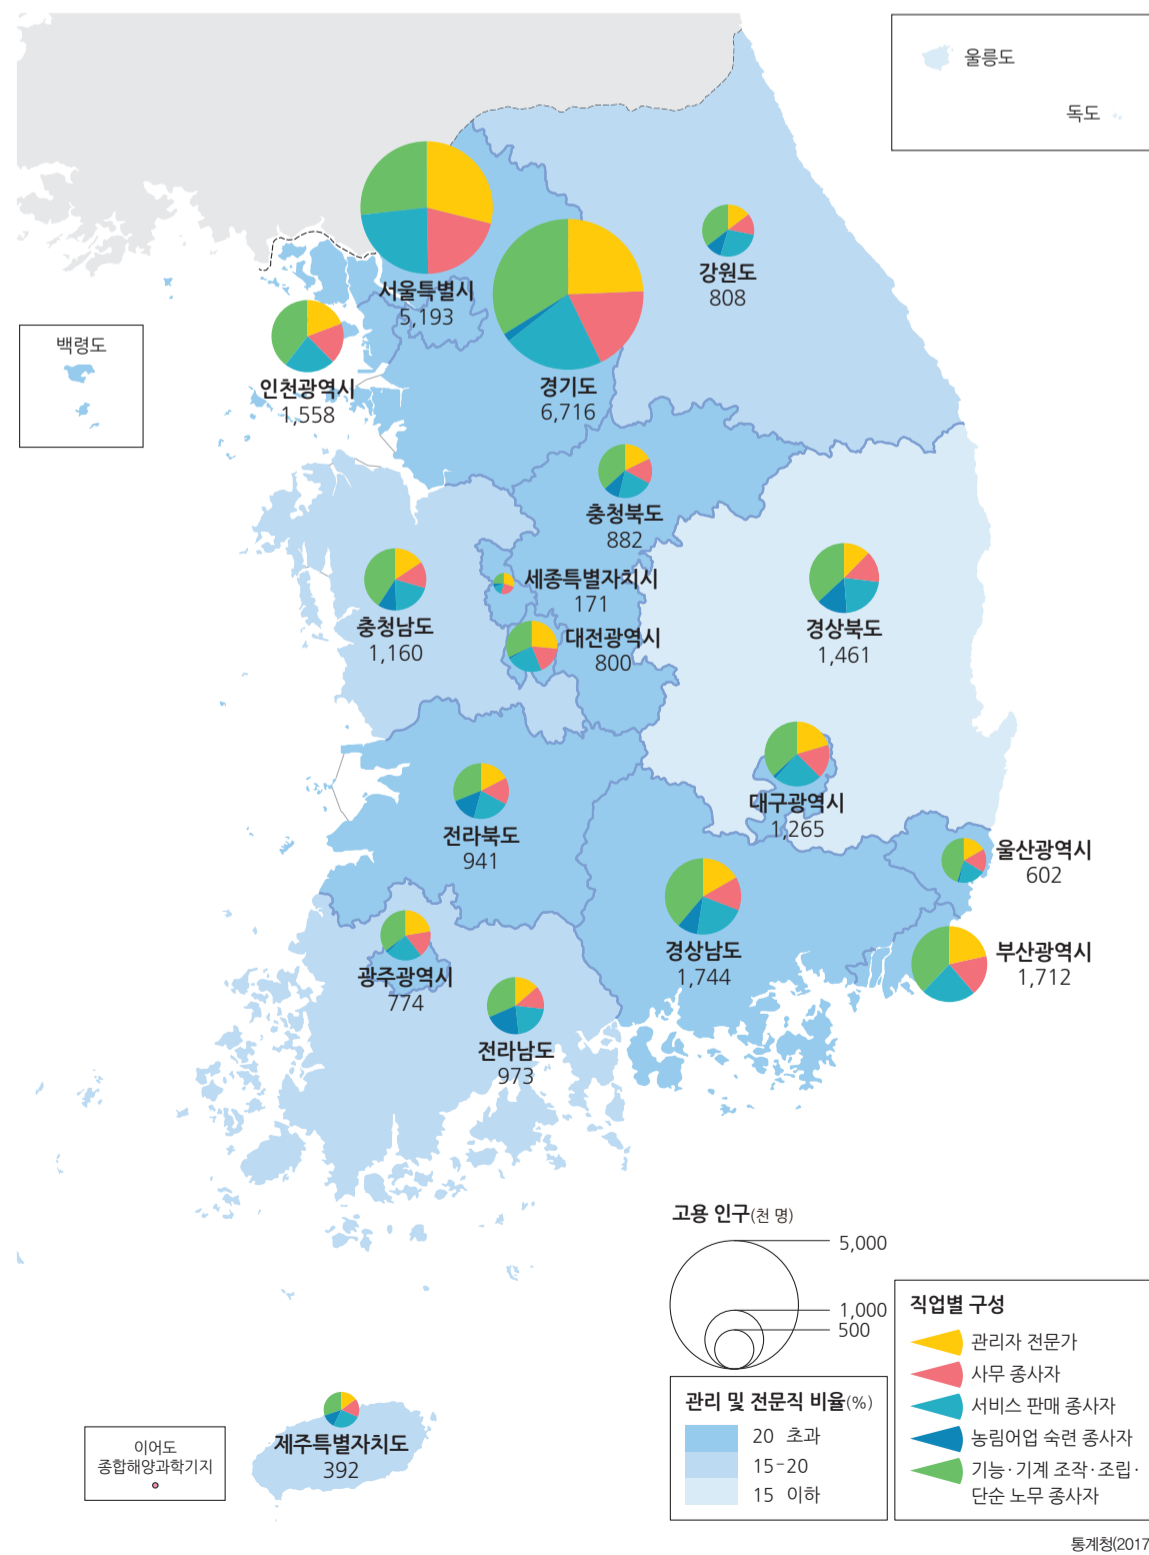 울릉도
독도
강원도
808
서울특별시
5,193
백령도
인천광역시
1,558
경기도
6,716
충청북도
882
세종특별자치시
171
충청남도
1,160
대전광역시
800
경상북도
1,461
대구광역시
1,265
전라북도
941
울산광역시
602
경상남도
1,744
부산광역시
1,712
광주광역시
774
전라남도
973
고용 인구(천 명)
5,000
1,000
500
관리 및 전문직 비율(%)
20 초과
15-20
15 이하
직업별 구성
관리자 전문가
사무 종사자
서비스 판매 종사자
농림어업 숙련 종사자
기능·기계 조작·조립·
단순 노무 종사자
제주특별자치도
392
이어도
종합해양과학기지
통계청(2017